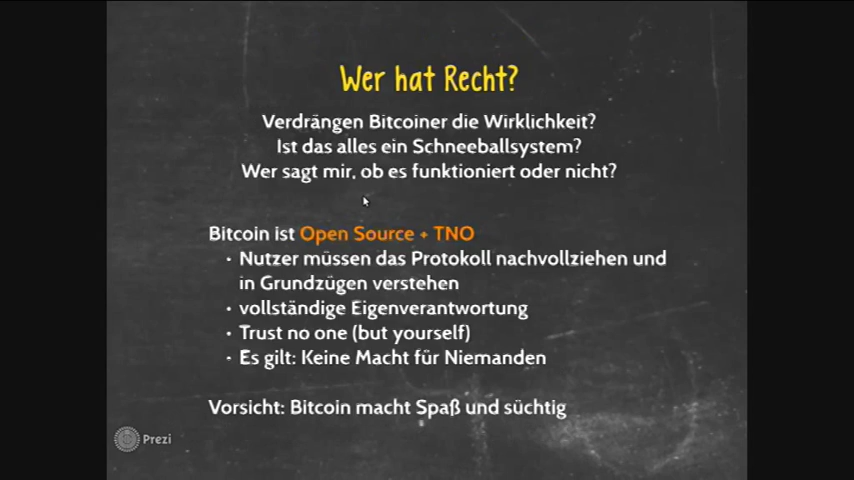 Wer hat Recht?
Verdrängen Bitcoiner die Wirklichkeit?
Ist das alles ein Schneeballsystem?
Wer sagt mir, ob es funktioniert oder nicht?
Bitcoin ist Open Source + TNO
• Nutzer müssen das Protokoll nachvollziehen und
in Grundzügen verstehen
• vollständige Eigenverantwortung
• Trust no one (but yourself)
• Es gilt: Keine Macht für Niemanden
Vorsicht: Bitcoin macht Spaß und süchtig
Prezi